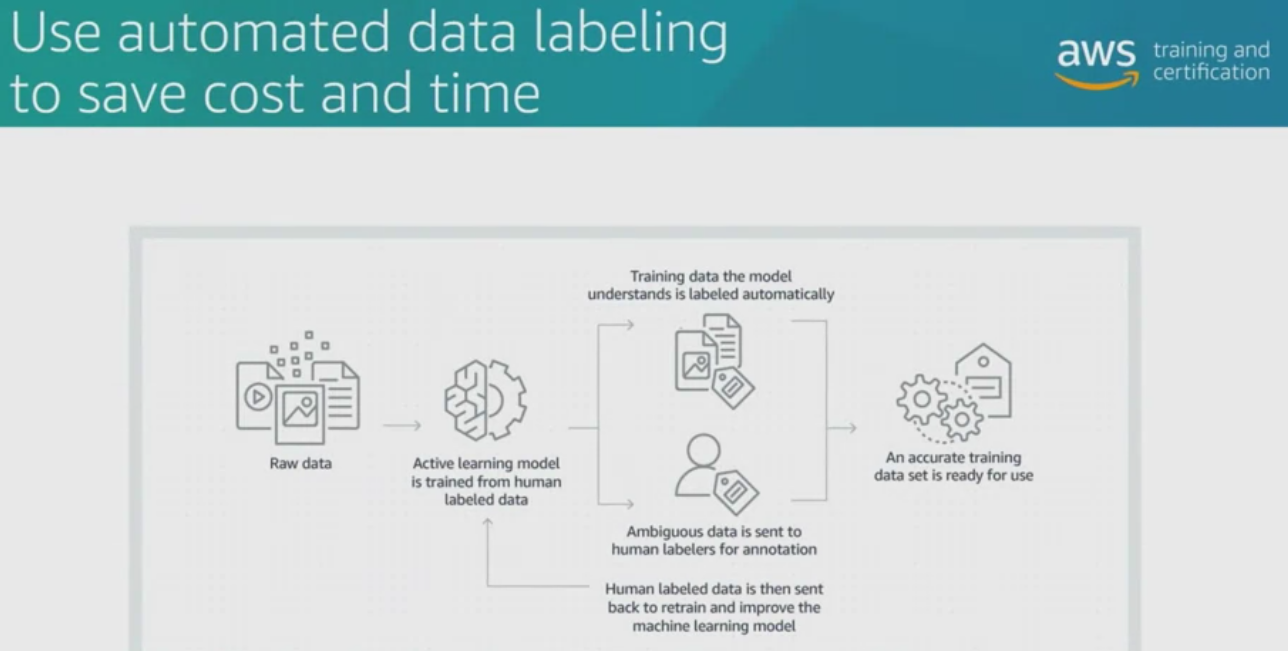 Use automated data labeling
to save cost and time
aws training and
certification
Training data the model
understands is labeled automatically
Raw data
Active learning model
is trained from human
labeled data
An accurate training
data set is ready for use
Ambiguous data is sent to
human labelers for annotation
Human labeled data is then sent
back to retrain and improve the
machine learning model